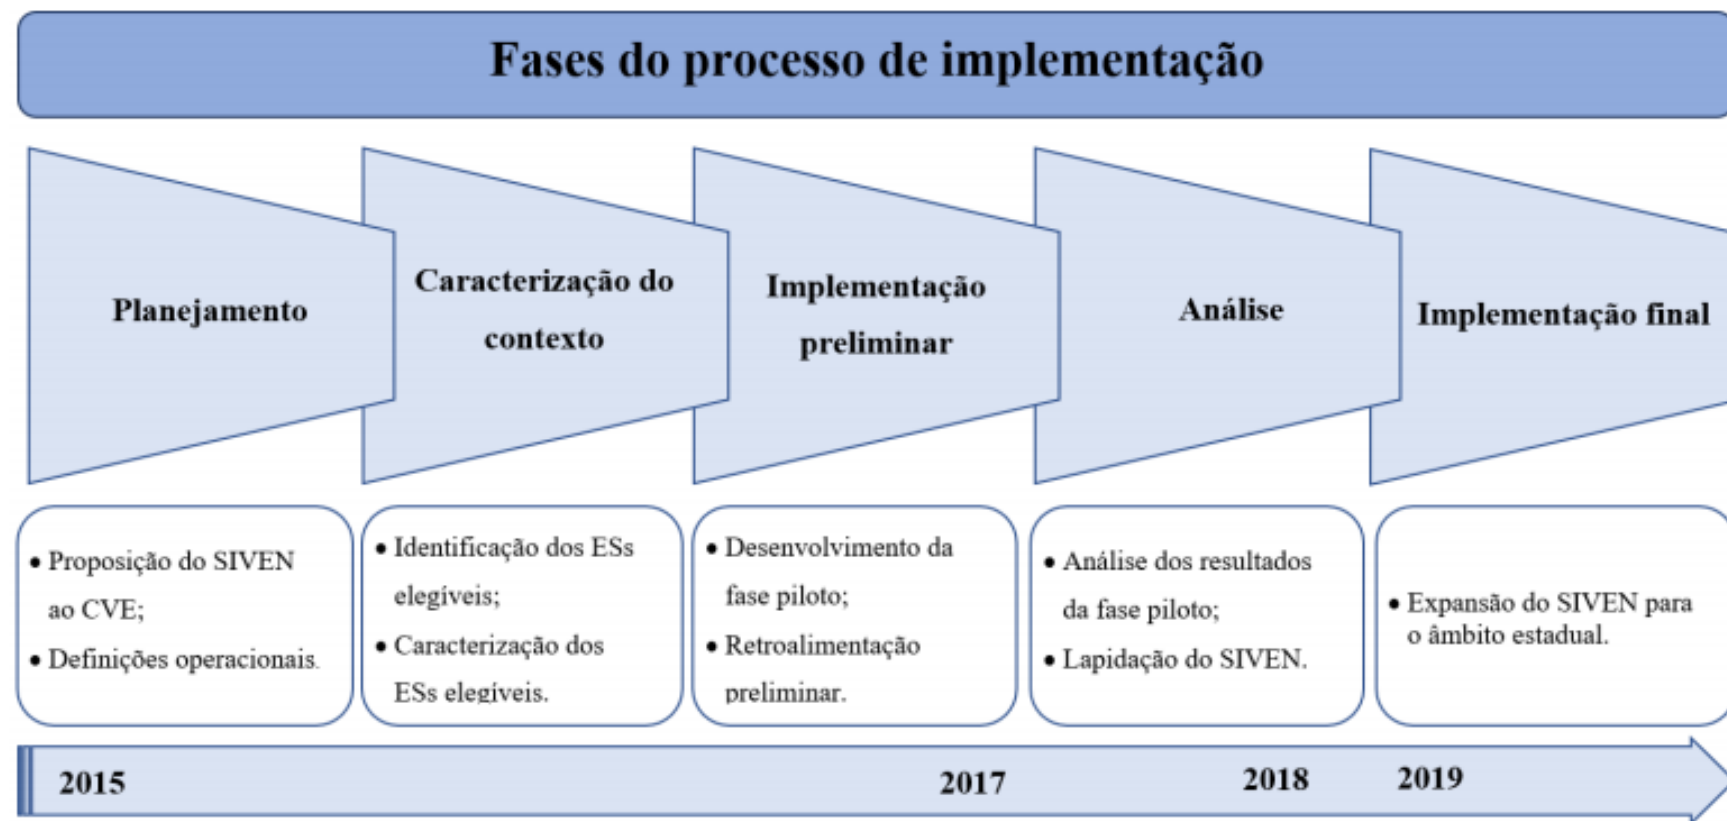 Fases do processo de implementação
Planejamento
Caracterização do
contexto
Implementação
preliminar
Análise
Implementação final
• Proposição do SIVEN
ao CVE;
• Definições operacionais.
• Identificação dos ESs
elegíveis;
• Caracterização dos
ESs elegíveis.
• Desenvolvimento da
fase piloto;
• Retroalimentação
preliminar.
• Análise dos resultados
da fase piloto;
• Lapidação do SIVEN.
• Expansão do SIVEN para
o âmbito estadual.
2015
2017
2018
2019